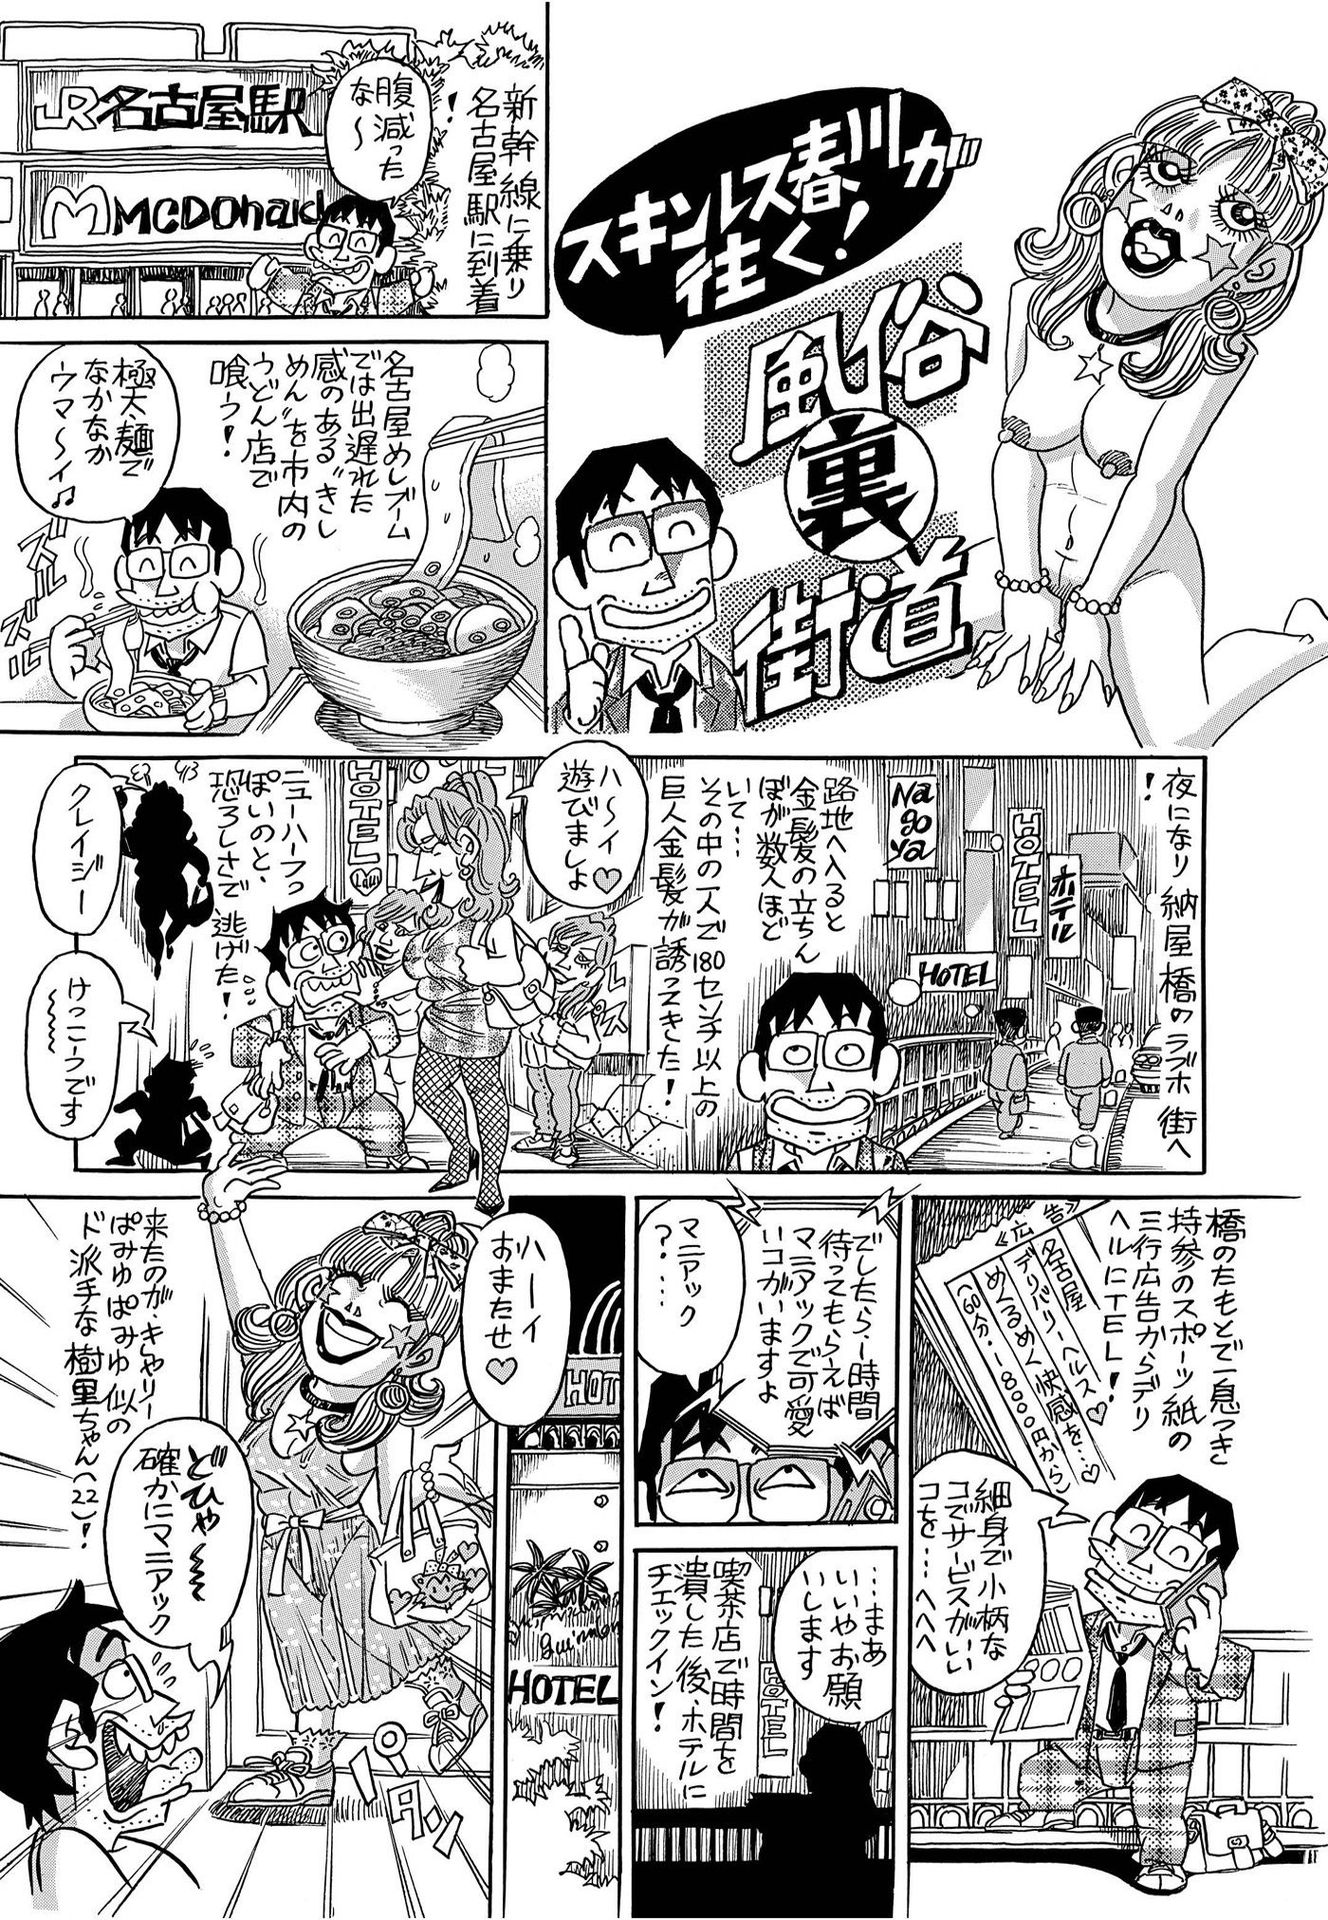 スキンレス春川が
往く!
風俗
裏
街道
新幹線に乗り
名古屋駅に到着
!
腹減った
な〜
JR名古屋駅
McDonald
名古屋めしブーム
では出遅れた
感のある“きし
めん”を市内の
うどん店で
喰う!
極太麺で
なかなか
ウマ〜イ♫
ズルズル
夜になり納屋橋のラブホ街へ
!
Na
go
ya
HOTEL
ホテル
HOTEL
路地へ入ると
金髪の立ちん
ぼが数人ほど
いて…
その中の一人で180センチ以上の
巨人金髪が誘ってきた!
ハ〜イ
遊びましょ♡
HOTEL
ニューハーフっ
ぽいのと、
恐ろしさで逃げた!
クレイジー
けっこーうです
橋のたもとで一息つき
持参のスポーツ紙の
三行広告からデリ
ヘルにTEL!
《広告》
名古屋
デリバリーヘルス♡
めくるめく快感を…♡
(60分・18000円から)
細身で小柄な
コでサービスがいい
コを…へへへ
でしたら、1時間
待ってもらえば
マニアックで可愛
いコがいますよ
マニアック
?…
…まぁ
いいやお願
いします
喫茶店で時間を
潰した後、ホテルに
チェックイン!
HOTEL
HOTE
HOTEL
ハーイ
おまたせ♡
来たのが、きゃりー
ぱみゅぱみゅ似の
ド派手な樹里ちゃん(22)!
どひゃ〜
確かにマニアック
パタン